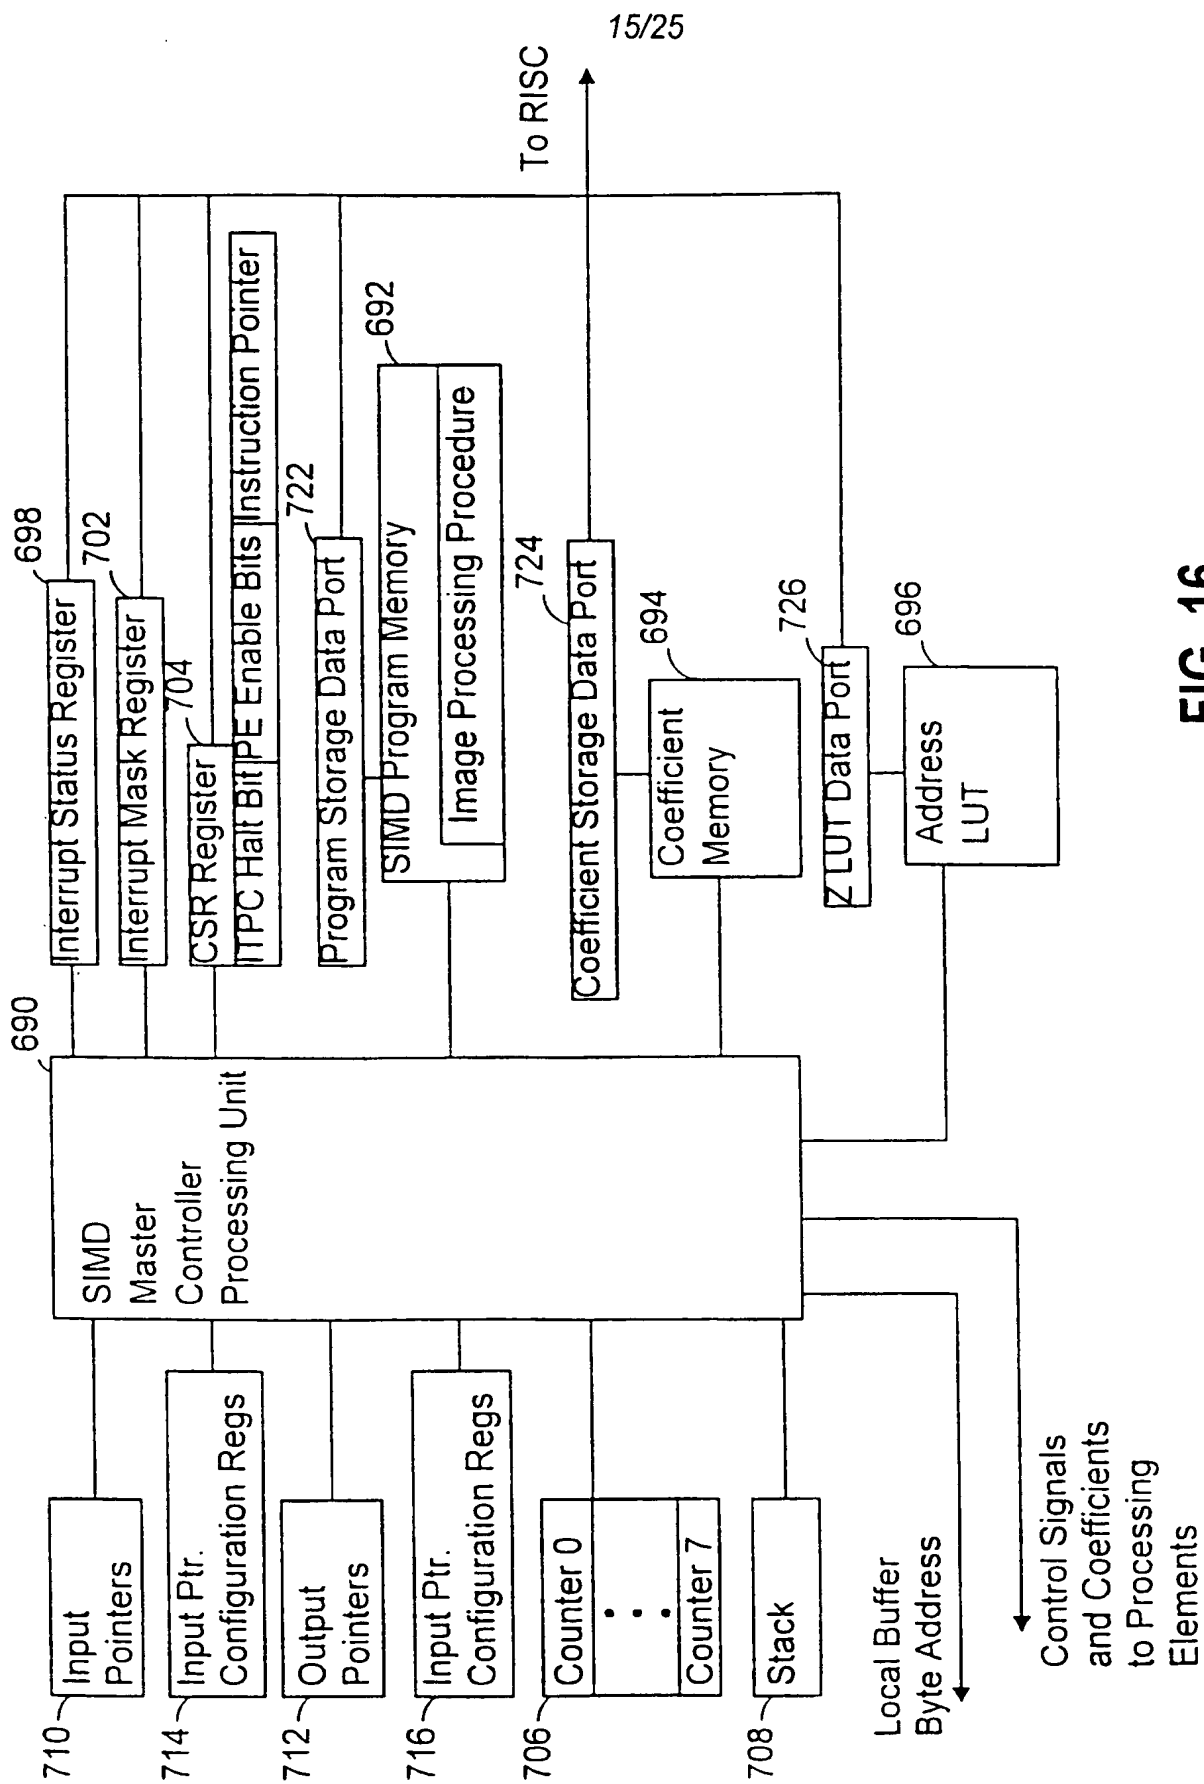 15/25
690
SIMD
Master
Controller
Processing Unit
710
Input
Pointers
714
Input Ptr.
Configuration Regs
712
Output
Pointers
716
Input Ptr.
Configuration Regs
706
Counter 0
• • •
Counter 7
708
Stack
Local Buffer
Byte Address
Control Signals
and Coefficients
to Processing
Elements
698
Interrupt Status Register
702
Interrupt Mask Register
704
CSR Register
ITPC Halt Bit
PE Enable Bits
Instruction Pointer
722
Program Storage Data Port
692
SIMD Program Memory
Image Processing Procedure
To RISC
724
Coefficient Storage Data Port
694
Coefficient
Memory
726
Z LUT Data Port
696
Address
LUT
FIG. 16